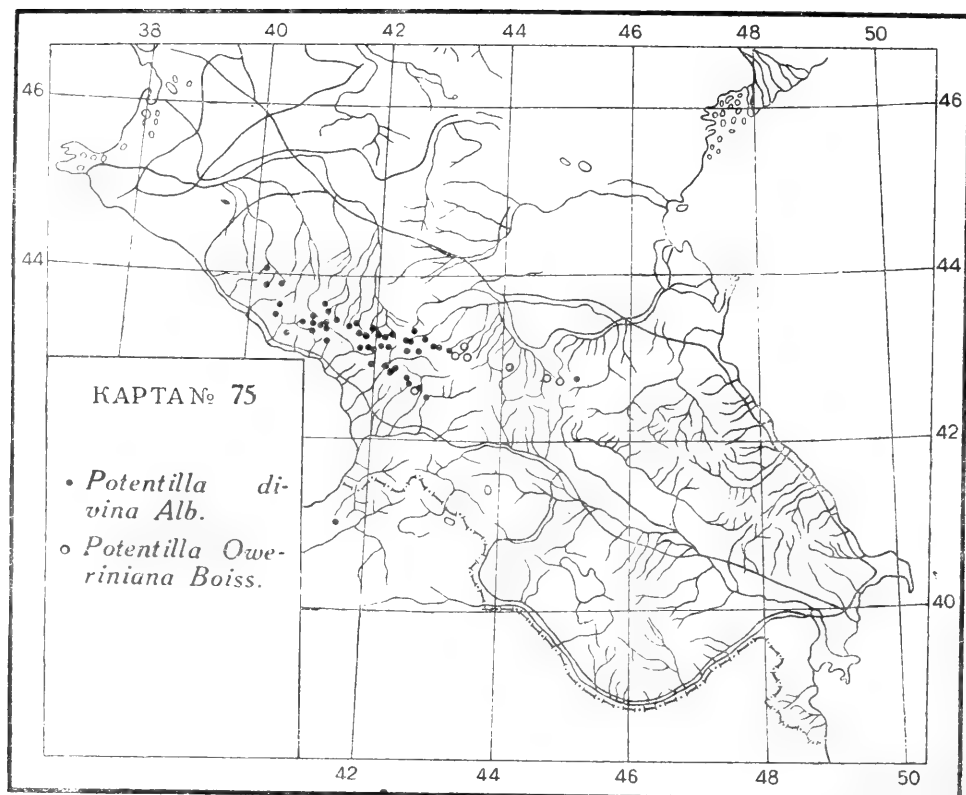 38 40 42 44 46 48 50
46 46
44 44
КАРТА № 75
42
• Potentilla di-
vina Alb.
○ Potentilla Owe-
riniana Boiss.
40
42 44 46 48 50